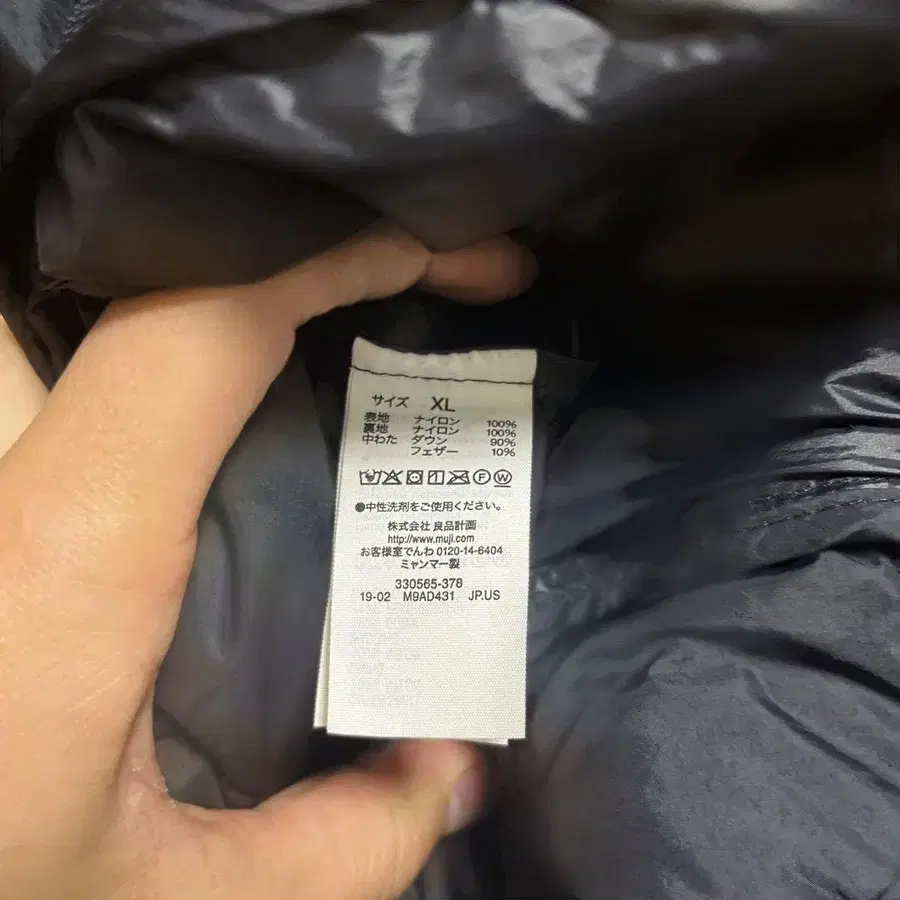 サイズ XL
表地 ナイロン 100%
裏地 ナイロン 100%
中わた ダウン 90%
フェザー 10%
●中性洗剤をご使用ください。
株式会社 良品計画
http://www.muji.com
お客様室でんわ 0120-14-6404
ミャンマー製
330565-378
19-02 M9AD431 JP.US